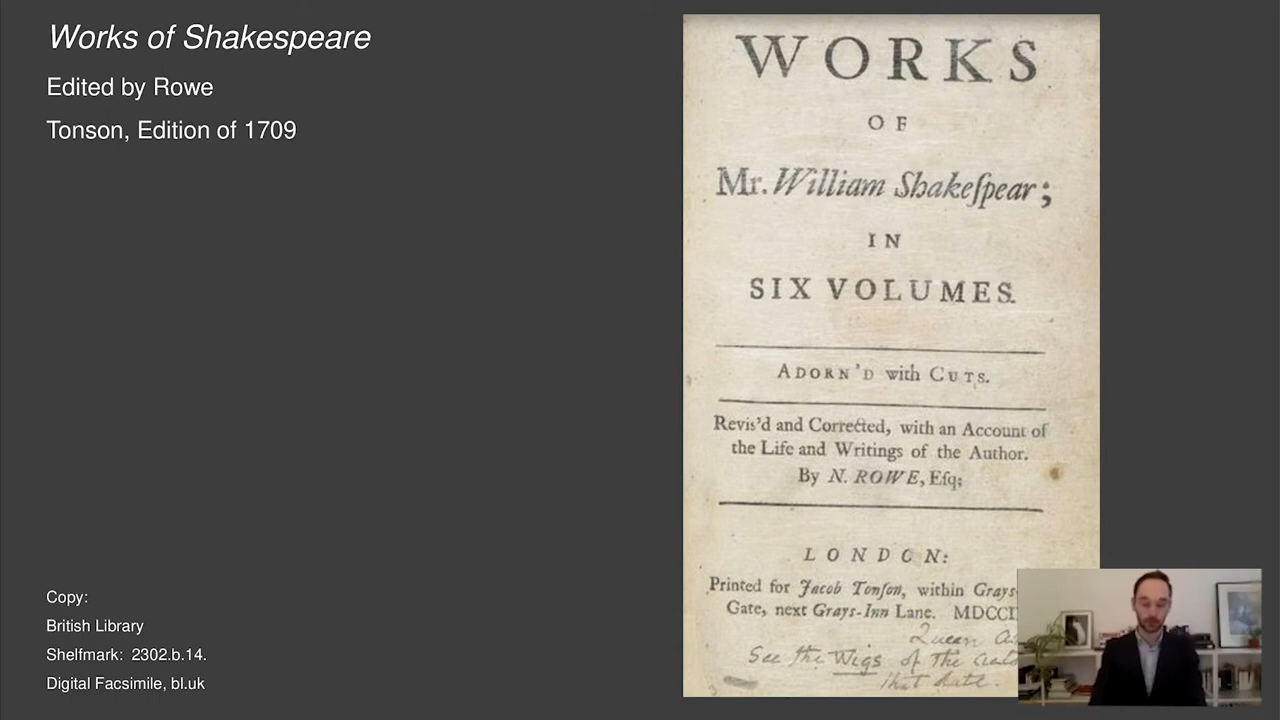 Works of Shakespeare
Edited by Rowe
Tonson, Edition of 1709
Copy:
British Library
Shelfmark: 2302.b.14.
Digital Facsimile, bl.uk
WORKS
OF
Mr. William Shakeſpear;
IN
SIX VOLUMES.
ADORN'D with CUTS.
Revis'd and Corrected, with an Account of
the Life and Writings of the Author.
By N. ROWE, Eſq;
LONDON:
Printed for Jacob Tonſon, within Grays
Gate, next Grays-Inn Lane. MDCCI
Queen
See the Wigs of the
that date.